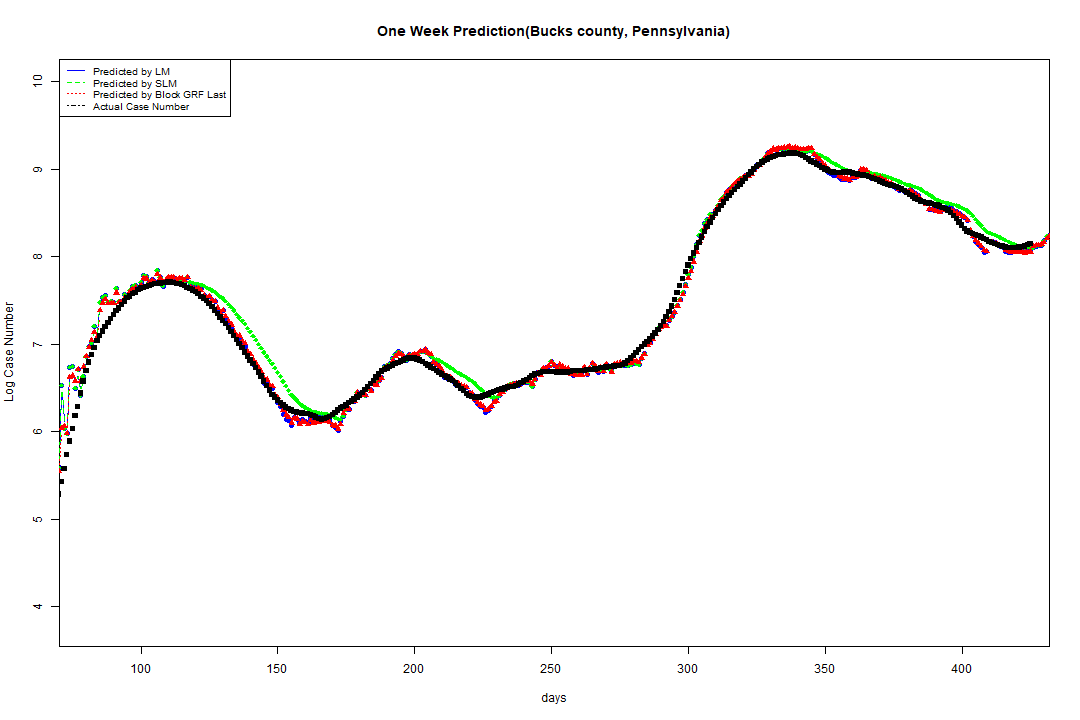 One Week Prediction(Bucks county, Pennsylvania)
Predicted by LM
Predicted by SLM
Predicted by Block GRF Last
Actual Case Number
10
9
8
7
6
5
4
Log Case Number
100 150 200 250 300 350 400
days